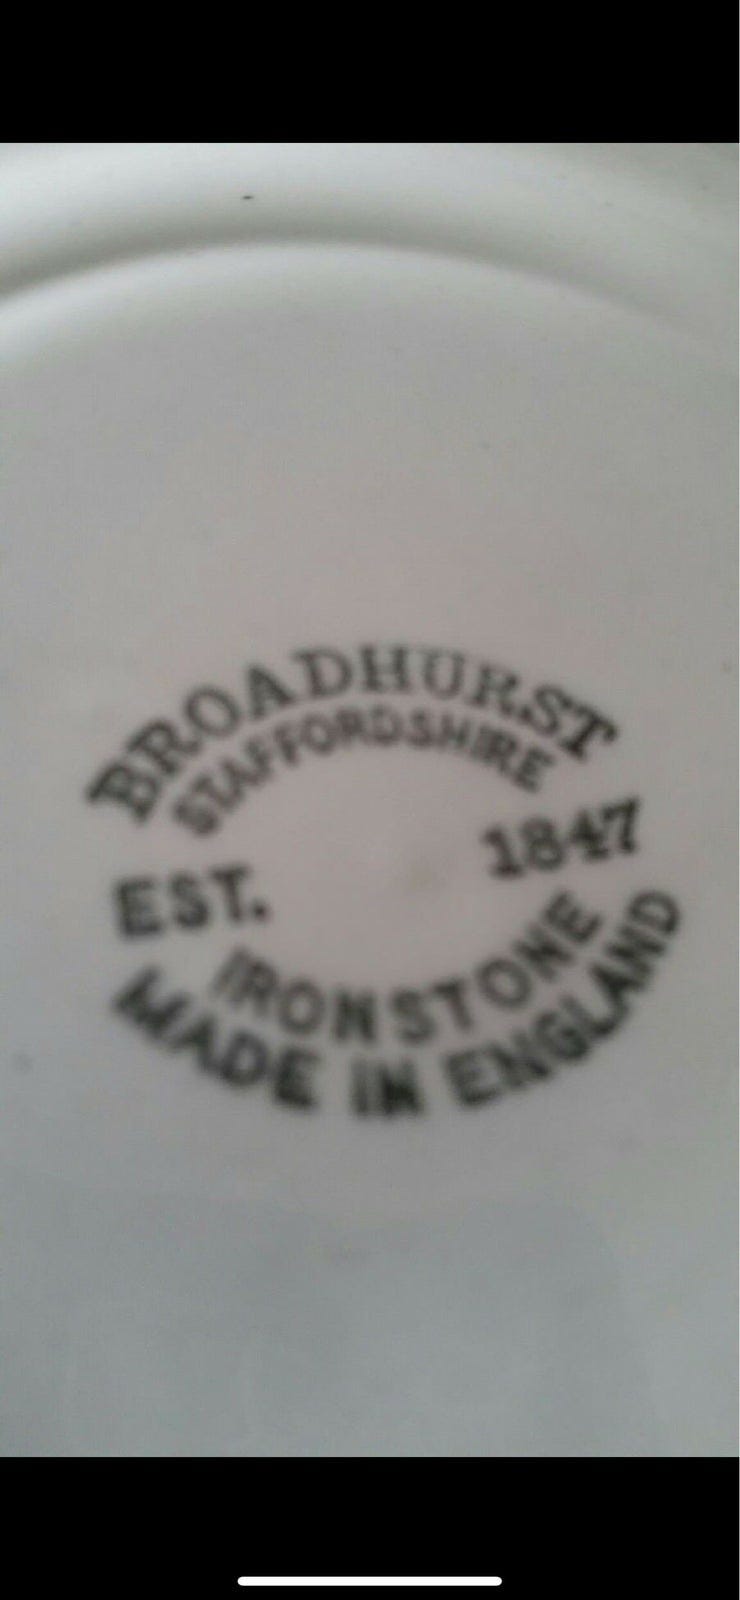 BROADHURST
STAFFORDSHIRE
EST. 1847
IRONSTONE
MADE IN ENGLAND